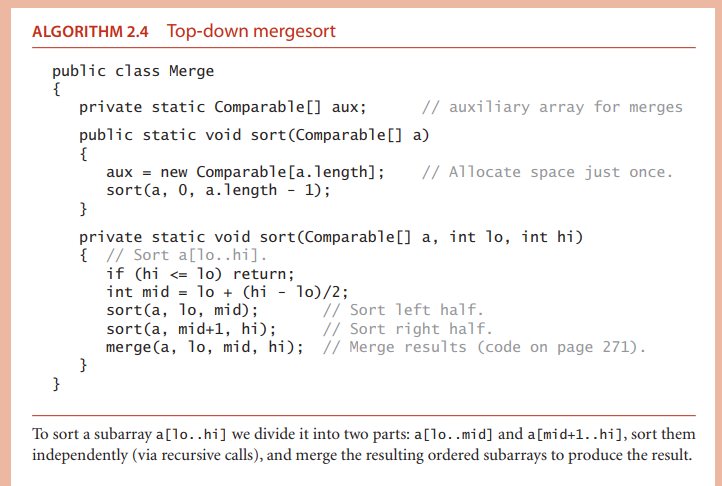 ALGORITHM 2.4 Top-down mergesort
public class Merge
{
private static Comparable[] aux; // auxiliary array for merges
public static void sort(Comparable[] a)
{
aux = new Comparable[a.length]; // Allocate space just once.
sort(a, 0, a.length - 1);
}
private static void sort(Comparable[] a, int lo, int hi)
{ // Sort a[lo..hi].
if (hi <= lo) return;
int mid = lo + (hi - lo)/2;
sort(a, lo, mid); // Sort left half.
sort(a, mid+1, hi); // Sort right half.
merge(a, lo, mid, hi); // Merge results (code on page 271).
}
}
To sort a subarray a[lo..hi] we divide it into two parts: a[lo..mid] and a[mid+1..hi], sort them
independently (via recursive calls), and merge the resulting ordered subarrays to produce the result.